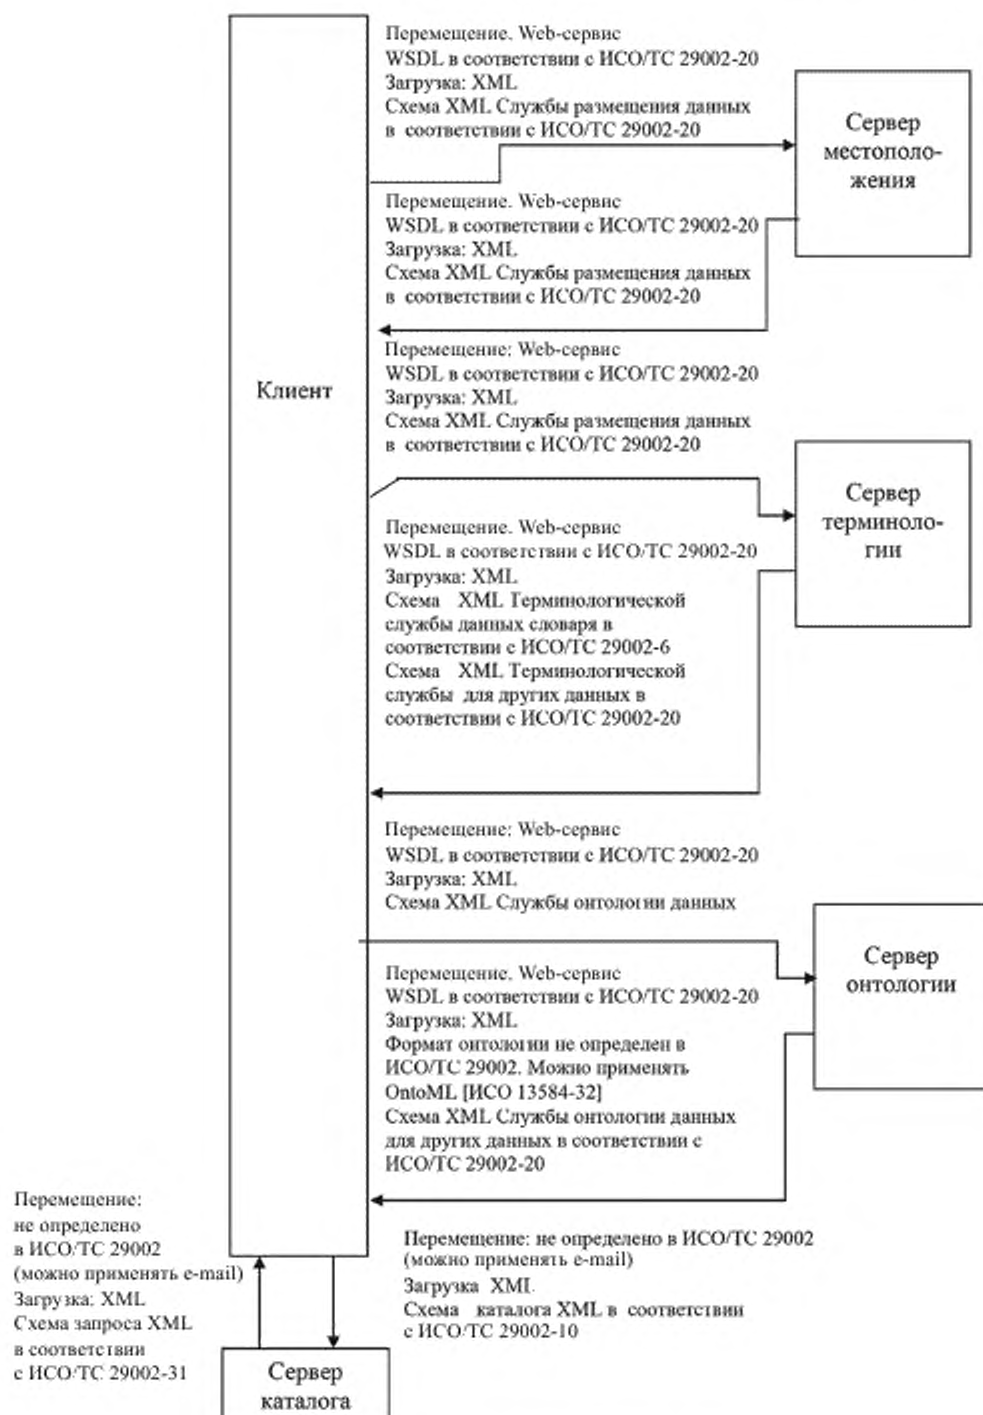 Перемещение. Web-сервис
WSDL в соответствии с ИСО/ТС 29002-20
Загрузка: XML
Схема XML Службы размещения данных
в соответствии с ИСО/ТС 29002-20
Сервер
местополо-
жения
Перемещение. Web-сервис
WSDL в соответствии с ИСО/ТС 29002-20
Загрузка: XML
Схема XML Службы размещения данных
в соответствии с ИСО/ТС 29002-20
Клиент
Перемещение: Web-сервис
WSDL в соответствии с ИСО/ТС 29002-20
Загрузка: XML
Схема XML Службы размещения данных
в соответствии с ИСО/ТС 29002-20
Сервер
терминоло-
гии
Перемещение. Web-сервис
WSDL в соответствии с ИСО/ТС 29002-20
Загрузка: XML
Схема XML Терминологической
службы данных словаря в
соответствии с ИСО/ТС 29002-6
Схема XML Терминологической
службы для других данных в
соответствии с ИСО/ТС 29002-20
Перемещение: Web-сервис
WSDL в соответствии с ИСО/ТС 29002-20
Загрузка: XML
Схема XML Службы онтологии данных
Сервер
онтологии
Перемещение. Web-сервис
WSDL в соответствии с ИСО/ТС 29002-20
Загрузка: XML
Формат онтологии не определен в
ИСО/ТС 29002. Можно применять
OntoML [ИСО 13584-32]
Схема XML Службы онтологии данных
для других данных в соответствии с
ИСО/ТС 29002-20
Перемещение:
не определено
в ИСО/ТС 29002
(можно применять e-mail)
Загрузка: XML
Схема запроса XML
в соответствии
с ИСО/ТС 29002-31
Перемещение: не определено в ИСО/ТС 29002
(можно применять e-mail)
Загрузка XML
Схема каталога XML в соответствии
с ИСО/ТС 29002-10
Сервер
каталога